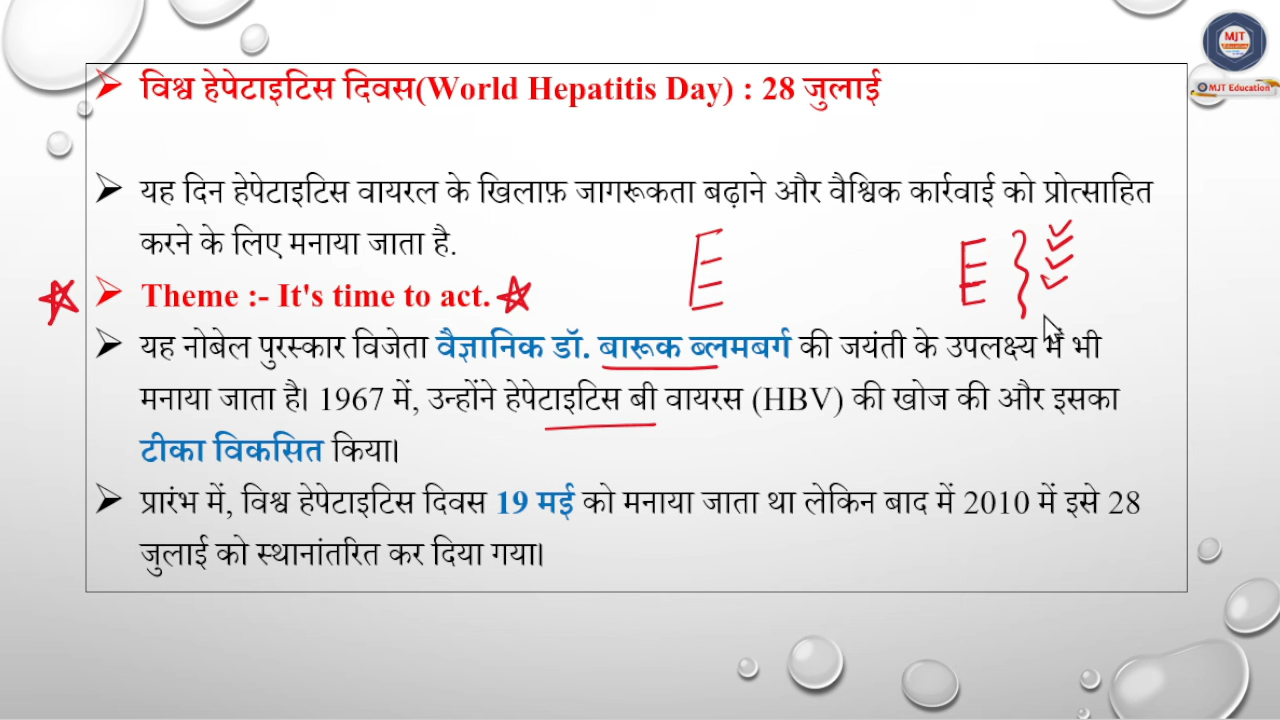 MJT
Education
MJT Education
➤ विश्व हेपेटाइटिस दिवस(World Hepatitis Day) : 28 जुलाई
➤ यह दिन हेपेटाइटिस वायरल के खिलाफ़ जागरूकता बढ़ाने और वैश्विक कार्रवाई को प्रोत्साहित
करने के लिए मनाया जाता है.
E E
➤ Theme :- It's time to act.
➤ यह नोबेल पुरस्कार विजेता वैज्ञानिक डॉ. बारूक ब्लमबर्ग की जयंती के उपलक्ष्य में भी
मनाया जाता है। 1967 में, उन्होंने हेपेटाइटिस बी वायरस (HBV) की खोज की और इसका
टीका विकसित किया।
➤ प्रारंभ में, विश्व हेपेटाइटिस दिवस 19 मई को मनाया जाता था लेकिन बाद में 2010 में इसे 28
जुलाई को स्थानांतरित कर दिया गया।